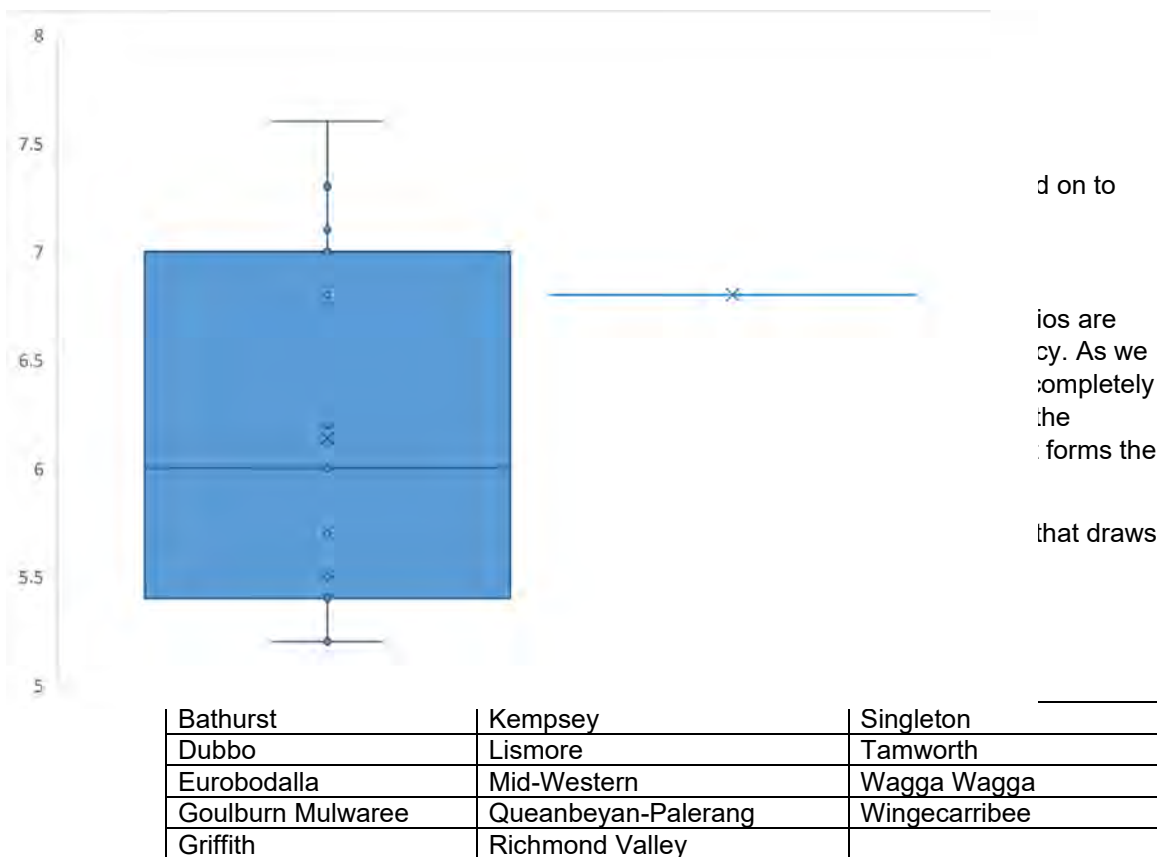 8
7.5
7
6.5
6
5.5
5
d on to
ios are
cy. As we
completely
the
forms the
that draws
Bathurst Kempsey Singleton
Dubbo Lismore Tamworth
Eurobodalla Mid-Western Wagga Wagga
Goulburn Mulwaree Queanbeyan-Palerang Wingecarribee
Griffith Richmond Valley